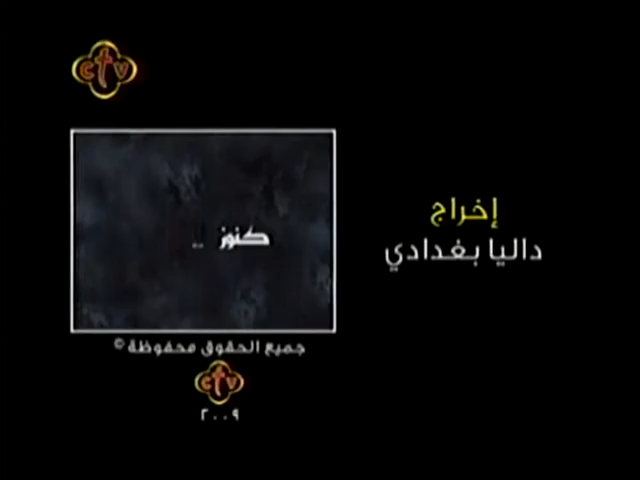 ctv
إخراج
داليا بغدادي
كنوز ..
جميع الحقوق محفوظة ©
ctv
٢٠٠٩